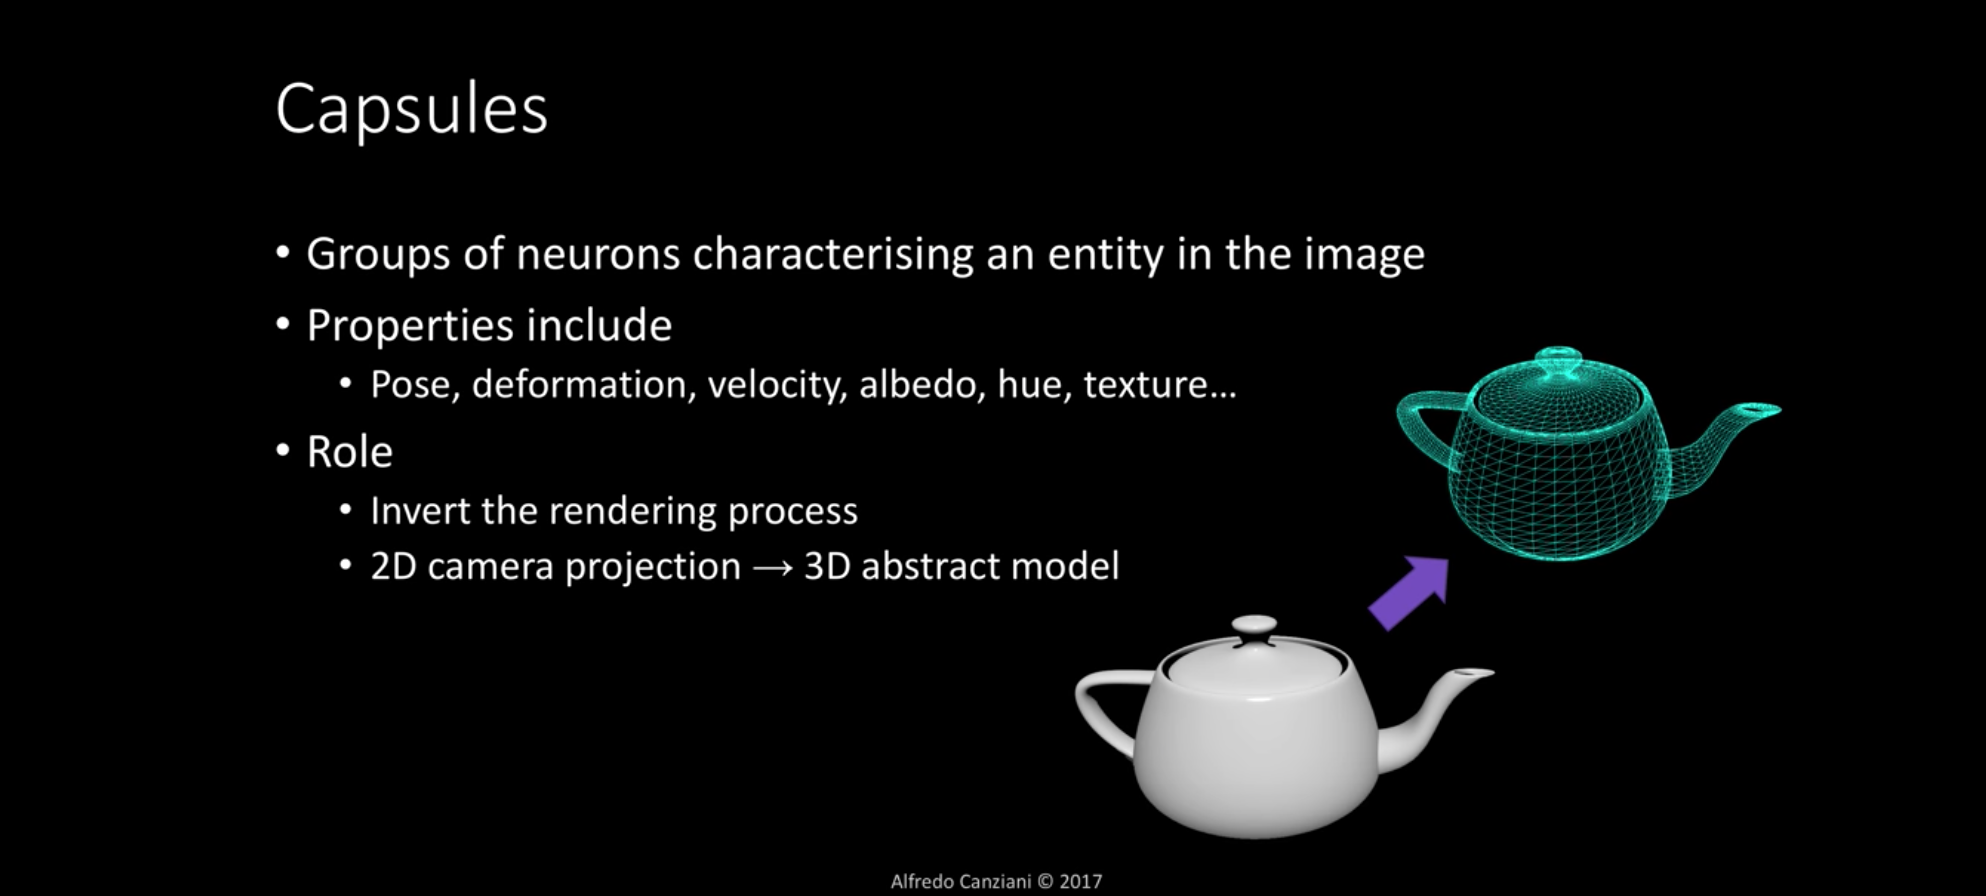 Capsules
• Groups of neurons characterising an entity in the image
• Properties include
• Pose, deformation, velocity, albedo, hue, texture...
• Role
• Invert the rendering process
• 2D camera projection → 3D abstract model
Alfredo Canziani © 2017